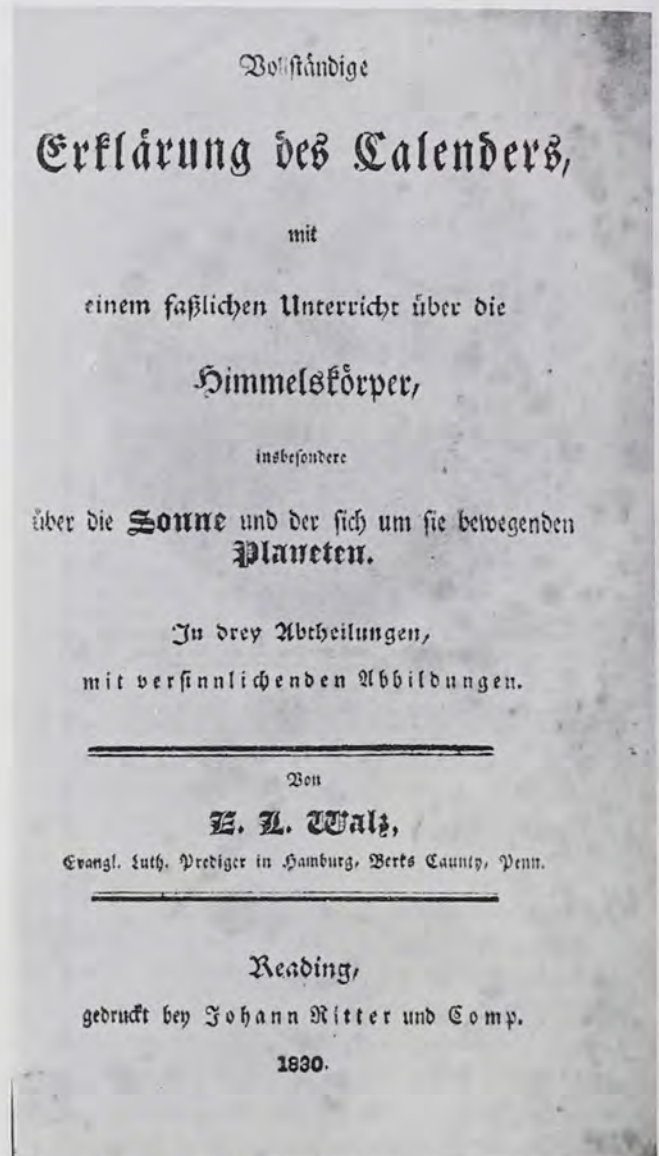 Vollständige
Erklärung des Calenders,
mit
einem faßlichen Unterricht über die
Himmelskörper,
insbesondere
über die Sonne und der sich um sie bewegenden
Planeten.
In drey Abtheilungen,
mit versinnlichenden Abbildungen.
Von
E. L. Walz,
Evangl. Luth. Prediger in Hamburg, Berks Caunty, Penn.
Reading,
gedruckt bey Johann Ritter und Comp.
1830.